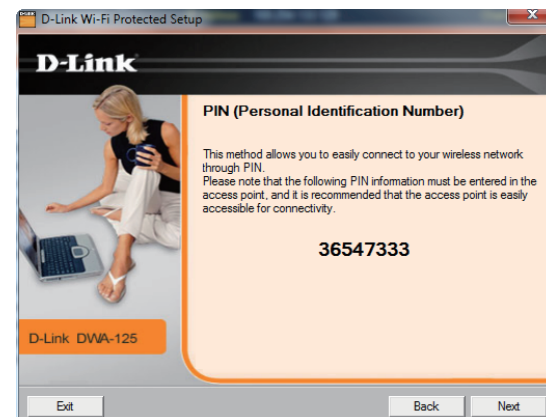 D-Link Wi-Fi Protected Setup
D-Link
PIN (Personal Identification Number)
This method allows you to easily connect to your wireless network
through PIN.
Please note that the following PIN information must be entered in the
access point, and it is recommended that the access point is easily
accessible for connectivity.
36547333
D-Link DWA-125
Exit
Back
Next